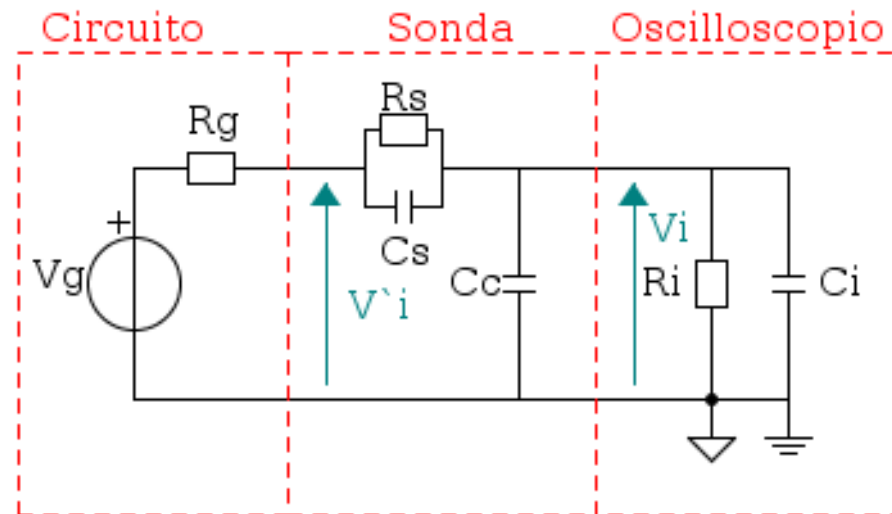 Circuito Sonda Oscilloscopio
Rs
Rg
+
Cs
Vi
Vg
V`i
Cc
Ri
Ci